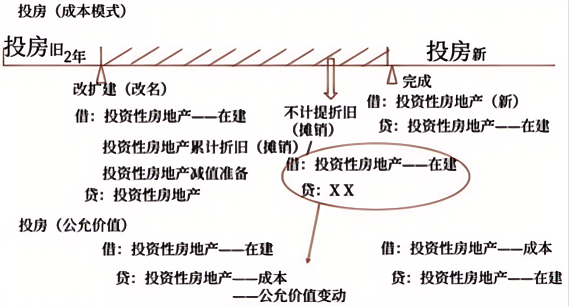 投房（成本模式）
投房旧2年
投房新
改扩建（改名）
完成
借：投资性房地产——在建
不计提折旧
（摊销）
借：投资性房地产（新）
贷：投资性房地产——在建
投资性房地产累计折旧（摊销）/
借：投资性房地产——在建
投资性房地产减值准备
贷：投资性房地产
贷：X X
投房（公允价值）
借：投资性房地产——在建
借：投资性房地产——成本
贷：投资性房地产——成本
贷：投资性房地产——在建
——公允价值变动